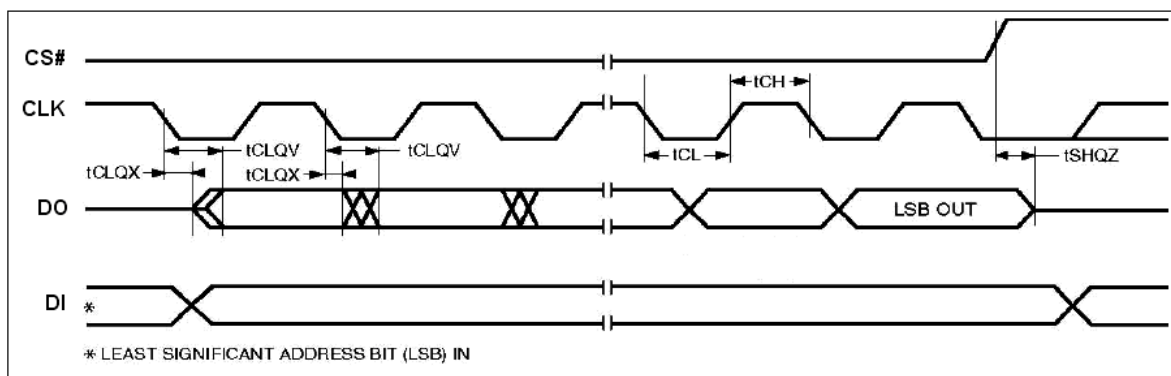 CS#
CLK
tCH
tCLQV
tCLQV
tCL
tSHQZ
tCLQX
tCLQX
DO
LSB OUT
DI
*
* LEAST SIGNIFICANT ADDRESS BIT (LSB) IN